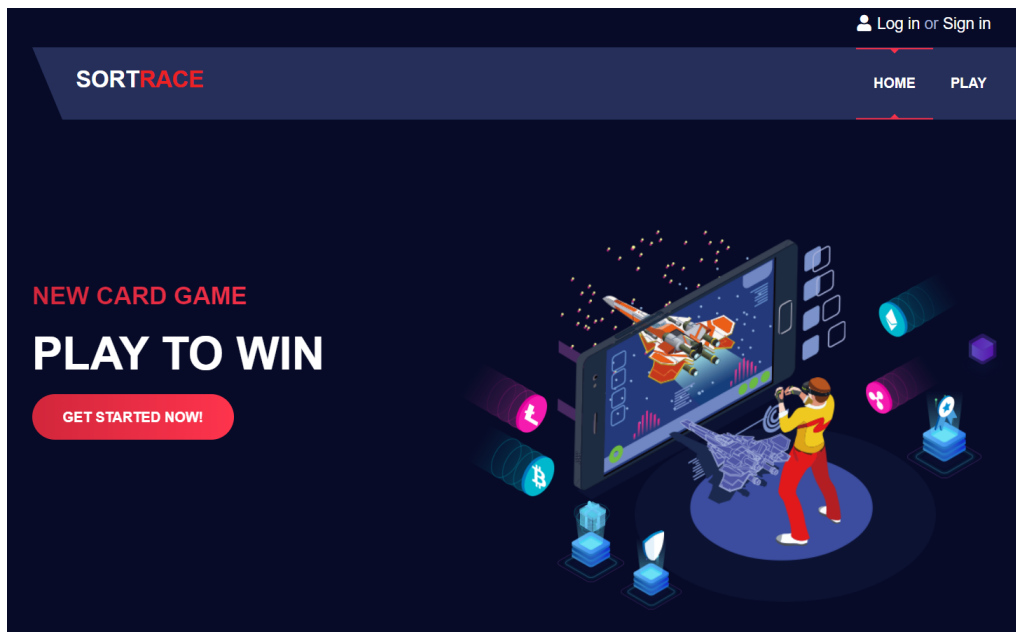 Log in or Sign in
SORTRACE
HOME PLAY
NEW CARD GAME
PLAY TO WIN
GET STARTED NOW!